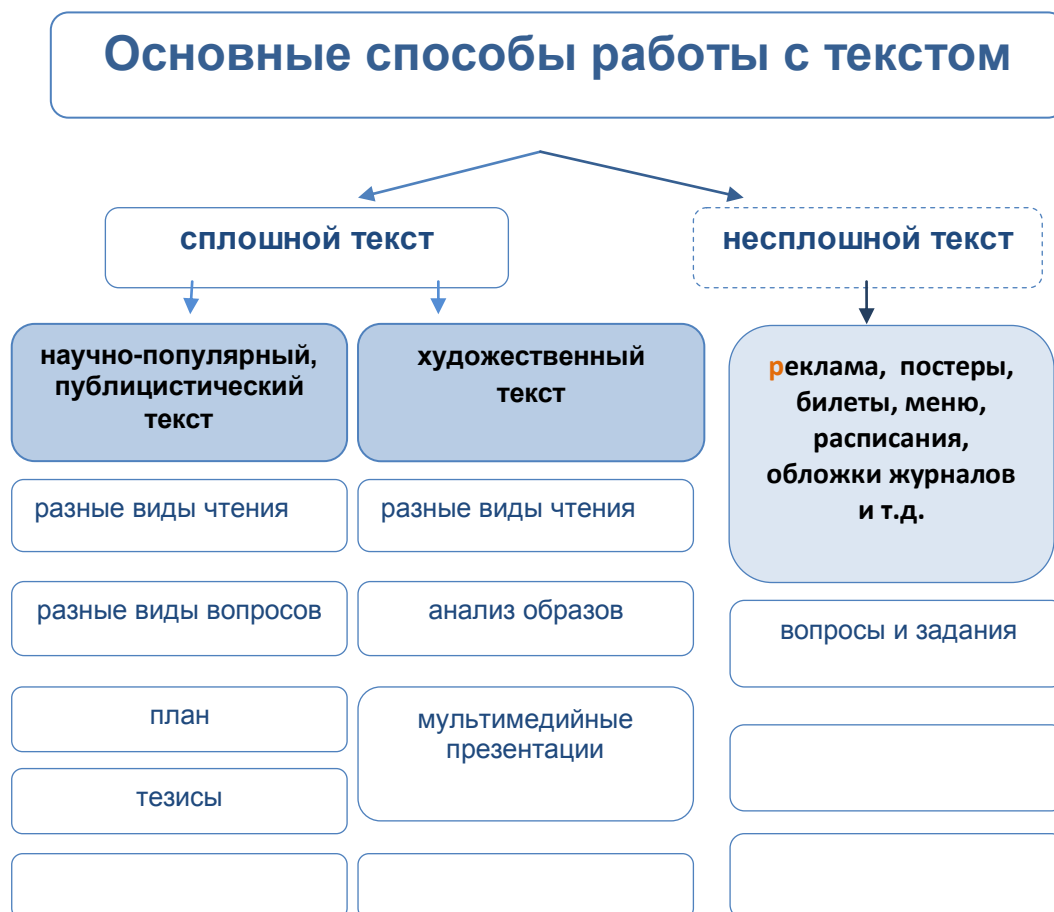 Основные способы работы с текстом
сплошной текст
несплошной текст
научно-популярный,
публицистический
текст
художественный
текст
реклама, постеры,
билеты, меню,
расписания,
обложки журналов
и т.д.
разные виды чтения
разные виды чтения
разные виды вопросов
анализ образов
вопросы и задания
план
мультимедийные
презентации
тезисы